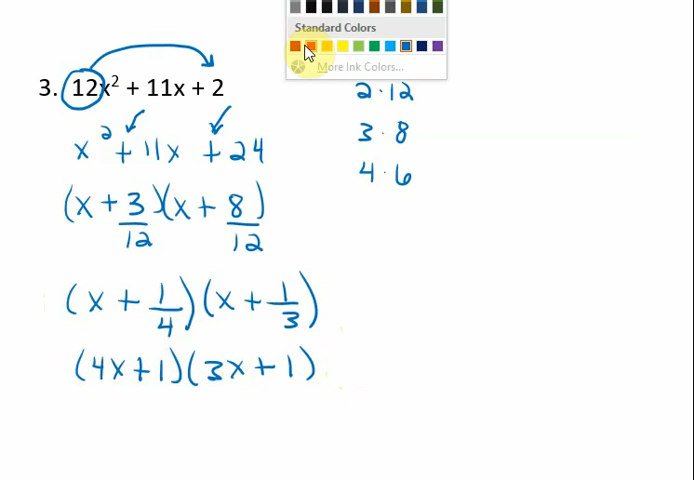 Standard Colors
More Ink Colors...
3. 12x² + 11x + 2
x² + 11x + 24
(x + 3/12)(x + 8/12)
(x + 1/4)(x + 1/3)
(4x + 1)(3x + 1)
2 · 12
3 · 8
4 · 6